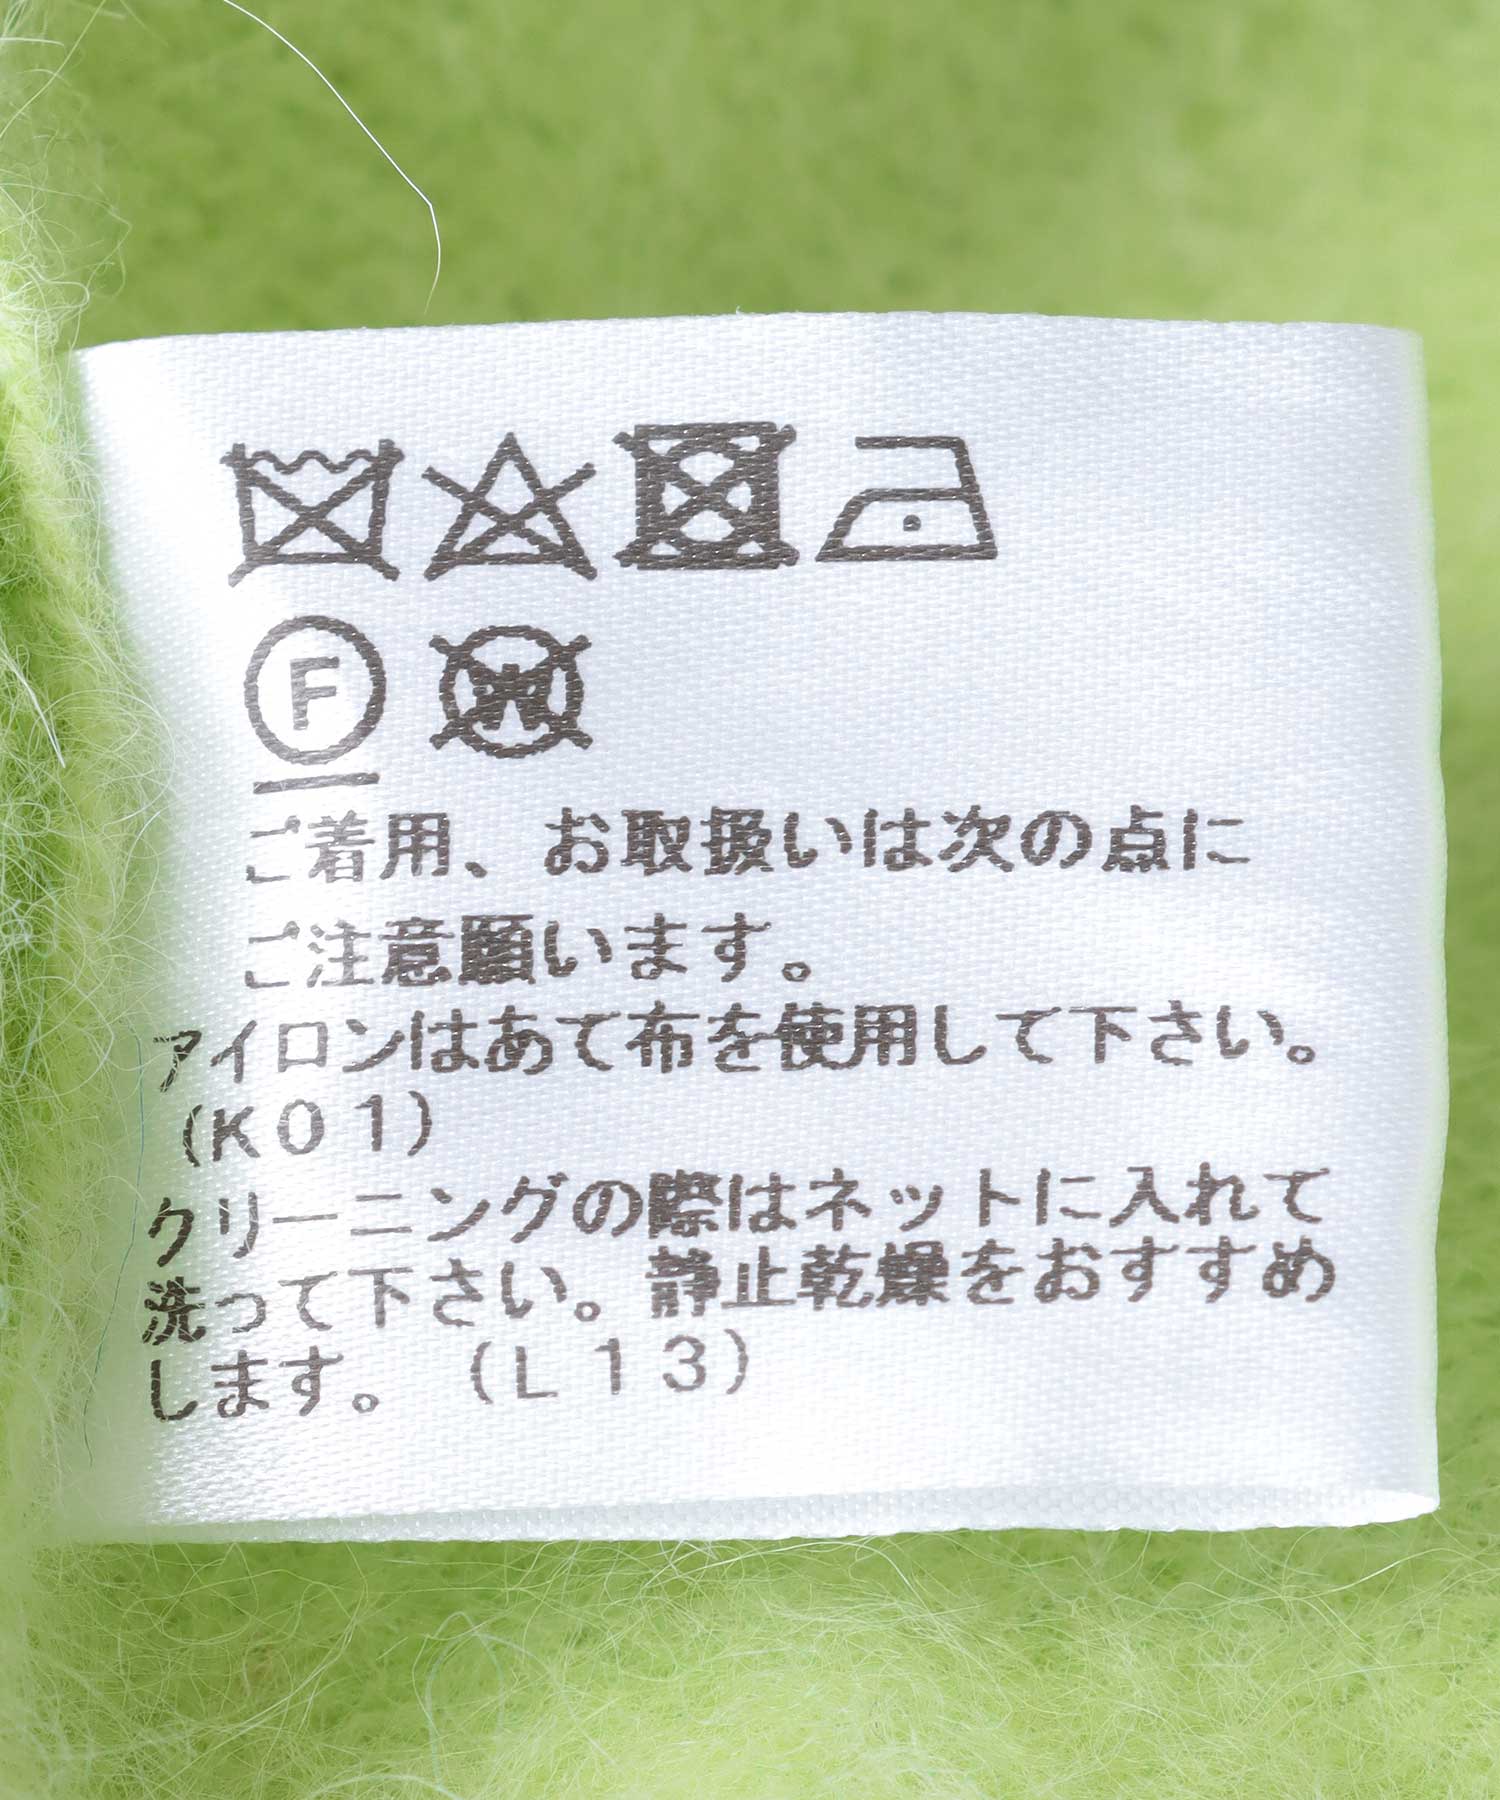 F
W
ご着用、お取扱いは次の点に
ご注意願います。
アイロンはあて布を使用して下さい。
(K01)
クリーニングの際はネットに入れて
洗って下さい。静止乾燥をおすすめ
します。 (L13)